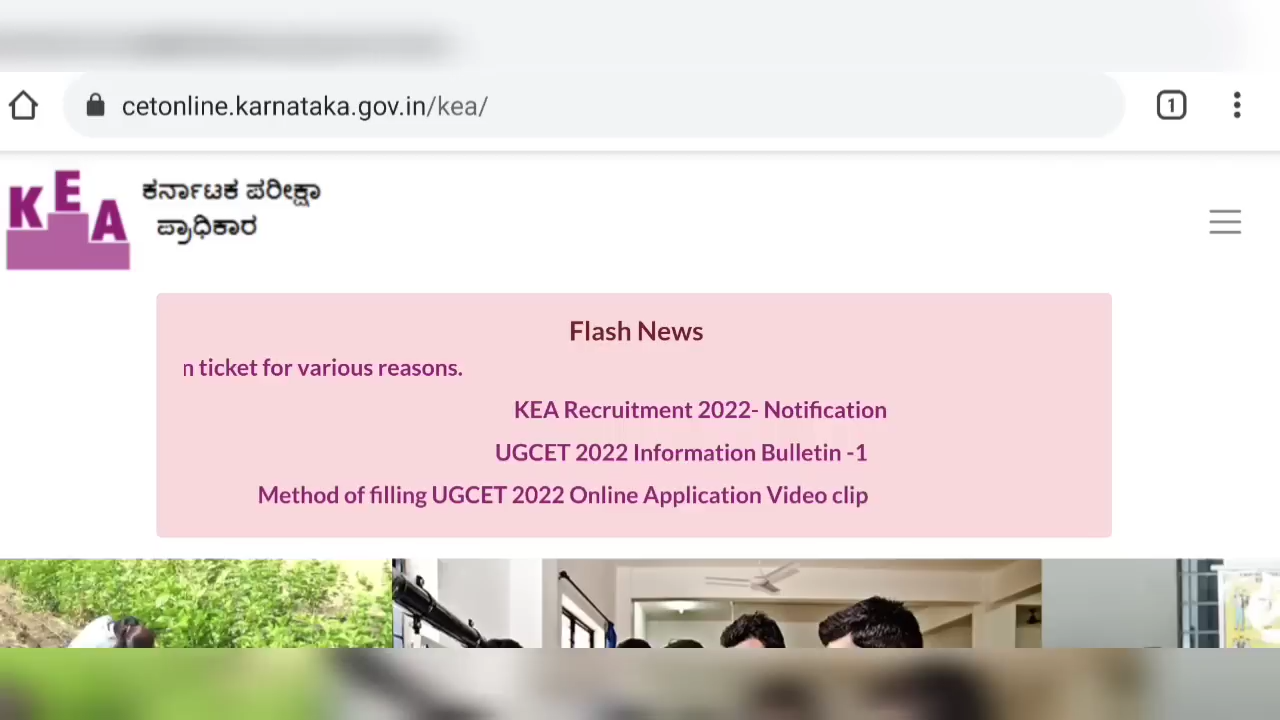 cetonline.karnataka.gov.in/kea/
1
KEA
ಕರ್ನಾಟಕ ಪರೀಕ್ಷಾ
ಪ್ರಾಧಿಕಾರ
Flash News
n ticket for various reasons.
KEA Recruitment 2022- Notification
UGCET 2022 Information Bulletin -1
Method of filling UGCET 2022 Online Application Video clip